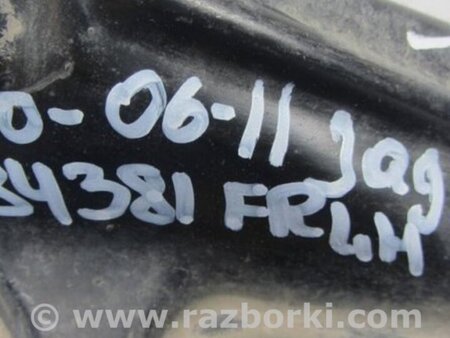 0-06-11 Jag
34381 FR LH
www.razborki.com